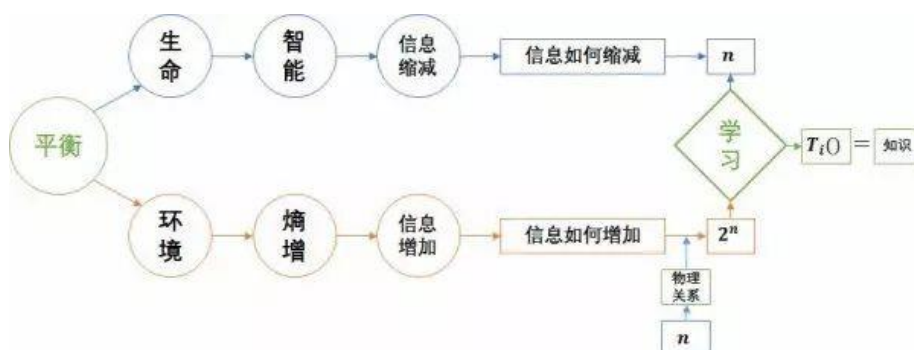 生
命
智
能
信息
缩减
信息如何缩减
n
平衡
学
习
T_i() = 知识
环
境
熵
增
信息
增加
信息如何增加
2ⁿ
物理
关系
n